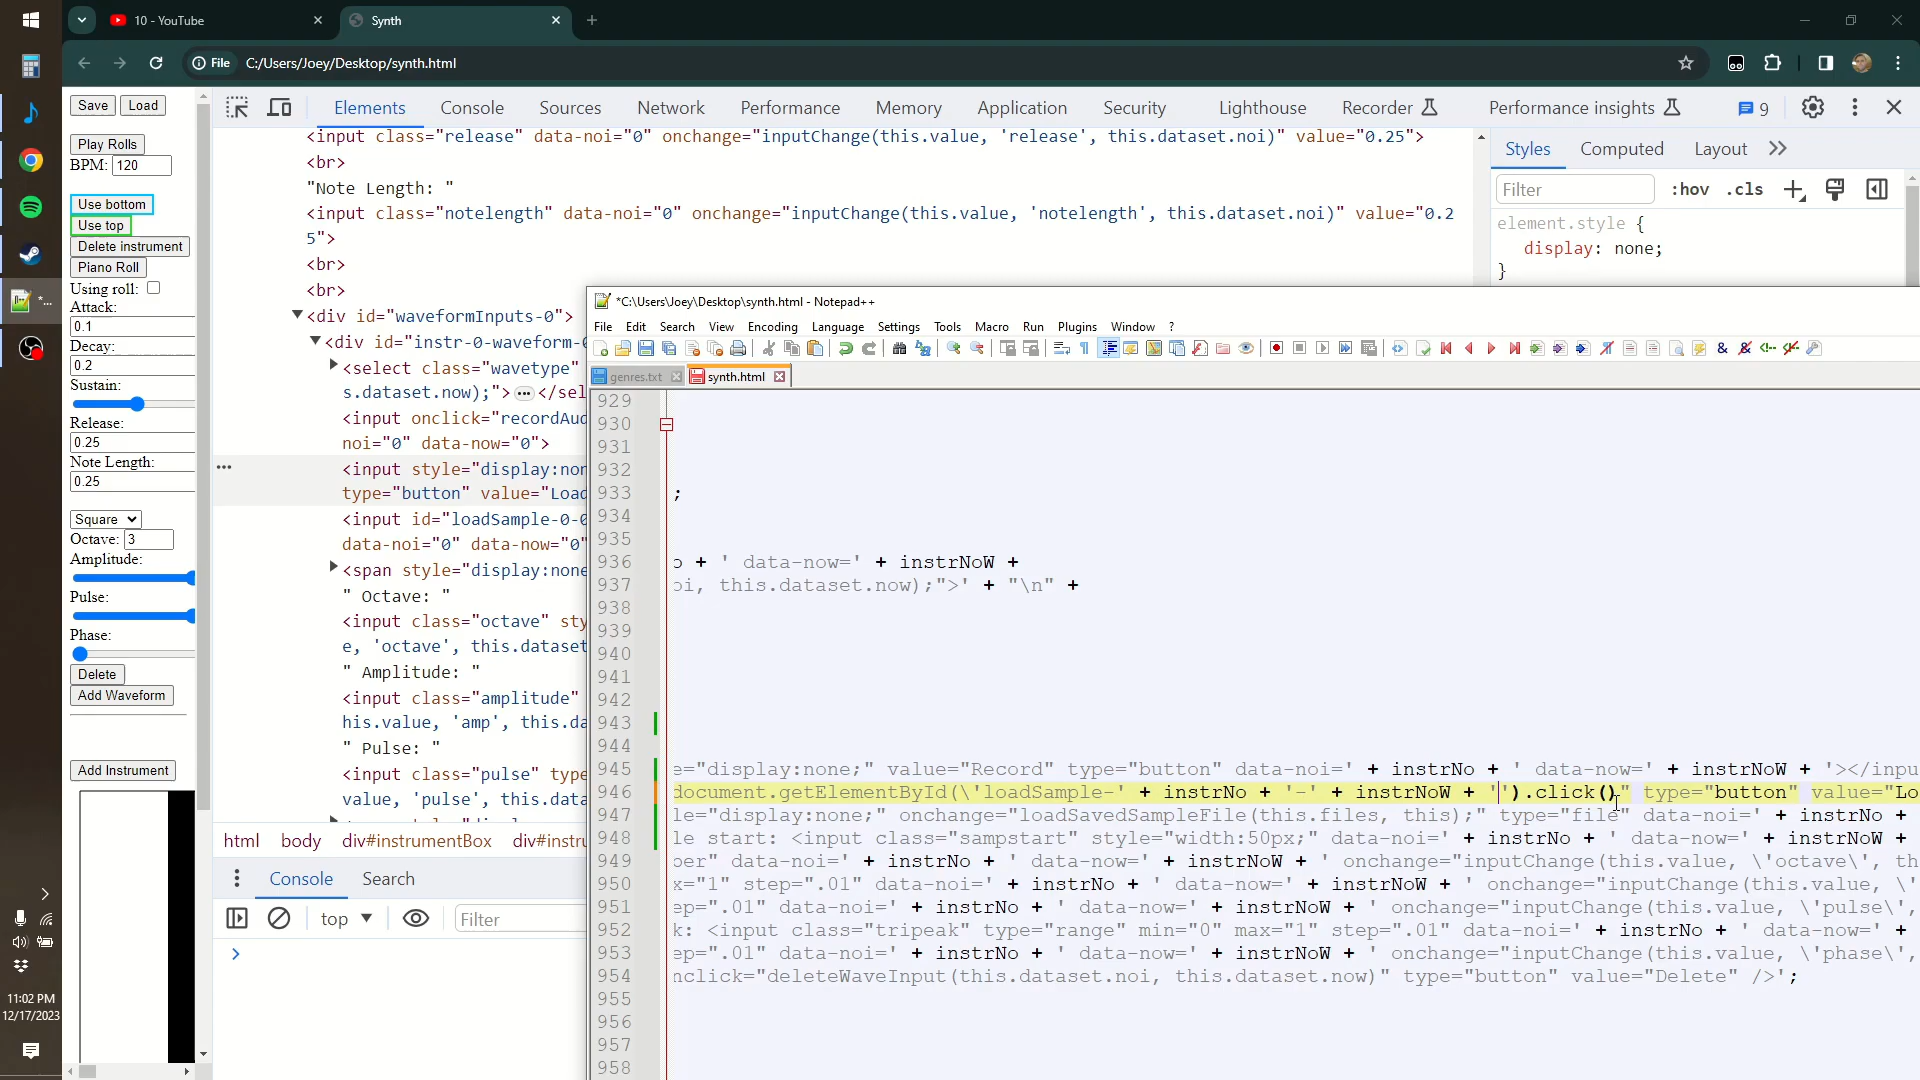 10 - YouTube
Synth
File
C:/Users/Joey/Desktop/synth.html
Save
Load
Play Rolls
BPM: 120
Use bottom
Use top
Delete instrument
Piano Roll
Using roll:
Attack:
0.1
Decay:
0.2
Sustain:
Release:
0.25
Note Length:
0.25
Square
Octave: 3
Amplitude:
Pulse:
Phase:
Delete
Add Waveform
Add Instrument
Elements Console Sources Network Performance Memory Application Security Lighthouse Recorder Performance insights 9
<input class="release" data-noi="0" onchange="inputChange(this.value, 'release', this.dataset.noi)" value="0.25">
<br>
"Note Length: "
<input class="notelength" data-noi="0" onchange="inputChange(this.value, 'notelength', this.dataset.noi)" value="0.2
5">
<br>
<br>
<div id="waveformInputs-0">
<div id="instr-0-waveform-
<select class="wavetype"
s.dataset.now);"> … </sel
<input onclick="recordAud
noi="0" data-now="0">
<input style="display:non
type="button" value="Load
<input id="loadSample-0-0
data-noi="0" data-now="0"
<span style="display:none
" Octave: "
<input class="octave" sty
e, 'octave', this.dataset
" Amplitude: "
<input class="amplitude"
his.value, 'amp', this.da
" Pulse: "
<input class="pulse" type
value, 'pulse', this.data
html body div#instrumentBox div#instru
Console Search
top Filter
Styles Computed Layout
Filter :hov .cls
element.style {
display: none;
}
*C:\Users\Joey\Desktop\synth.html - Notepad++
File Edit Search View Encoding Language Settings Tools Macro Run Plugins Window ?
genres.txt synth.html
929
930
931
932
933 ;
934
935
936 o + ' data-now=' + instrNoW +
937 oi, this.dataset.now);">' + "\n" +
938
939
940
941
942
943
944
945 e="display:none;" value="Record" type="button" data-noi=' + instrNo + ' data-now=' + instrNoW + '></inpu
946 document.getElementById(\'loadSample-' + instrNo + '-' + instrNoW + '').click()" type="button" value="Lo
947 le="display:none;" onchange="loadSavedSampleFile(this.files, this);" type="file" data-noi=' + instrNo +
948 le start: <input class="sampstart" style="width:50px;" data-noi=' + instrNo + ' data-now=' + instrNoW +
949 ber" data-noi=' + instrNo + ' data-now=' + instrNoW + ' onchange="inputChange(this.value, \'octave\', th
950 x="1" step=".01" data-noi=' + instrNo + ' data-now=' + instrNoW + ' onchange="inputChange(this.value, \'
951 ep=".01" data-noi=' + instrNo + ' data-now=' + instrNoW + ' onchange="inputChange(this.value, \'pulse\',
952 k: <input class="tripeak" type="range" min="0" max="1" step=".01" data-noi=' + instrNo + ' data-now=' +
953 ep=".01" data-noi=' + instrNo + ' data-now=' + instrNoW + ' onchange="inputChange(this.value, \'phase\',
954 nclick="deleteWaveInput(this.dataset.noi, this.dataset.now)" type="button" value="Delete" />';
955
956
957
958
11:02 PM
12/17/2023